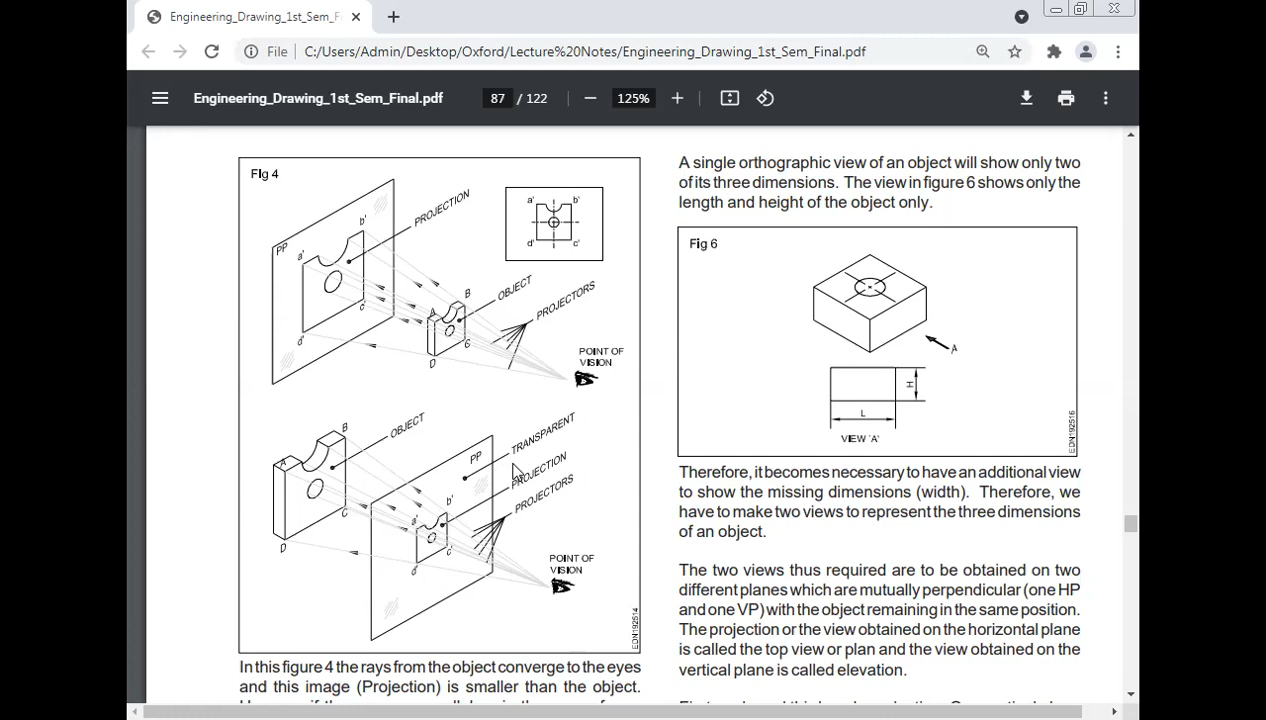 Engineering_Drawing_1st_Sem_F
File
C:/Users/Admin/Desktop/Oxford/Lecture%20Notes/Engineering_Drawing_1st_Sem_Final.pdf
Engineering_Drawing_1st_Sem_Final.pdf
87 / 122
125%
FIg 4
PROJECTION
PP
a'
b'
c'
d'
a'
b'
d'
c'
OBJECT
PROJECTORS
A
B
C
D
POINT OF
VISION
OBJECT
A
B
C
D
TRANSPARENT
PP
PROJECTION
PROJECTORS
a'
b'
c'
d'
POINT OF
VISION
EDN192514
In this figure 4 the rays from the object converge to the eyes
and this image (Projection) is smaller than the object.
A single orthographic view of an object will show only two
of its three dimensions. The view in figure 6 shows only the
length and height of the object only.
Fig 6
A
H
L
VIEW 'A'
EDN192516
Therefore, it becomes necessary to have an additional view
to show the missing dimensions (width). Therefore, we
have to make two views to represent the three dimensions
of an object.
The two views thus required are to be obtained on two
different planes which are mutually perpendicular (one HP
and one VP) with the object remaining in the same position.
The projection or the view obtained on the horizontal plane
is called the top view or plan and the view obtained on the
vertical plane is called elevation.